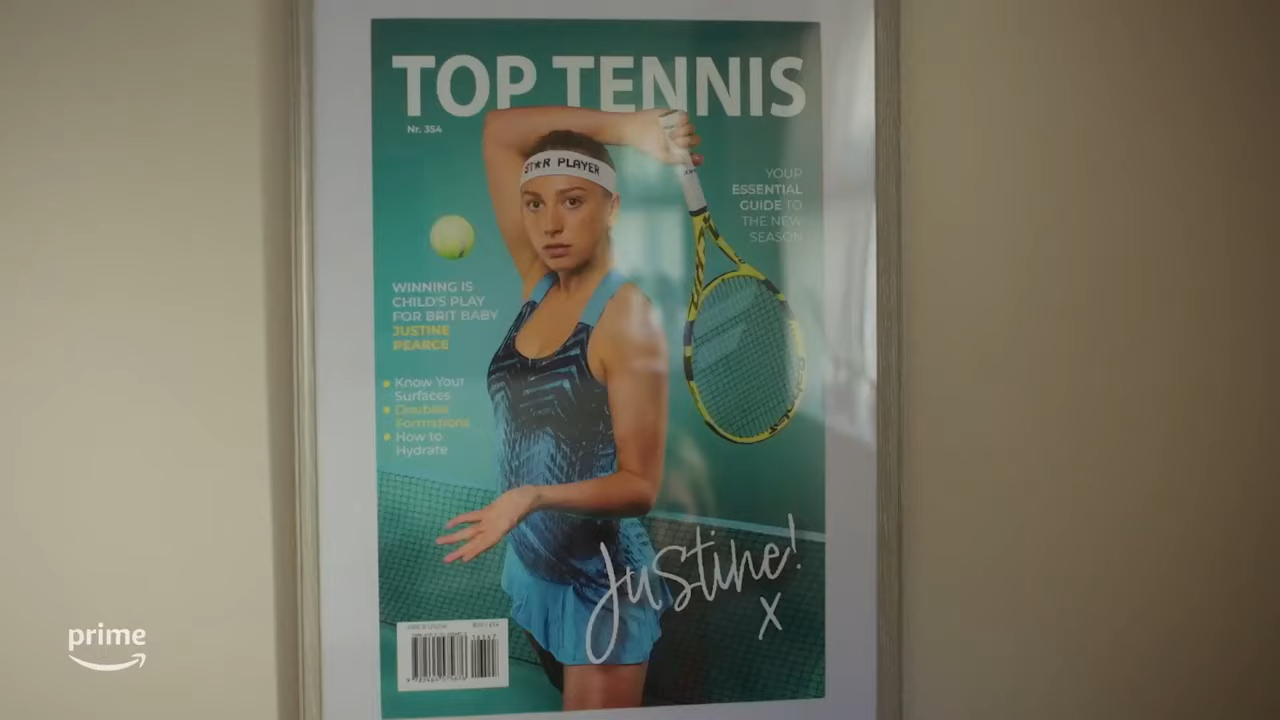 TOP TENNIS
Nr. 354
ST★R PLAYER
YOUR
ESSENTIAL
GUIDE TO
THE NEW
SEASON
WINNING IS
CHILD'S PLAY
FOR BRIT BABY
JUSTINE
PEARCE
Know Your
Surfaces
Doubles
Formations
How to
Hydrate
Justine!
X
prime